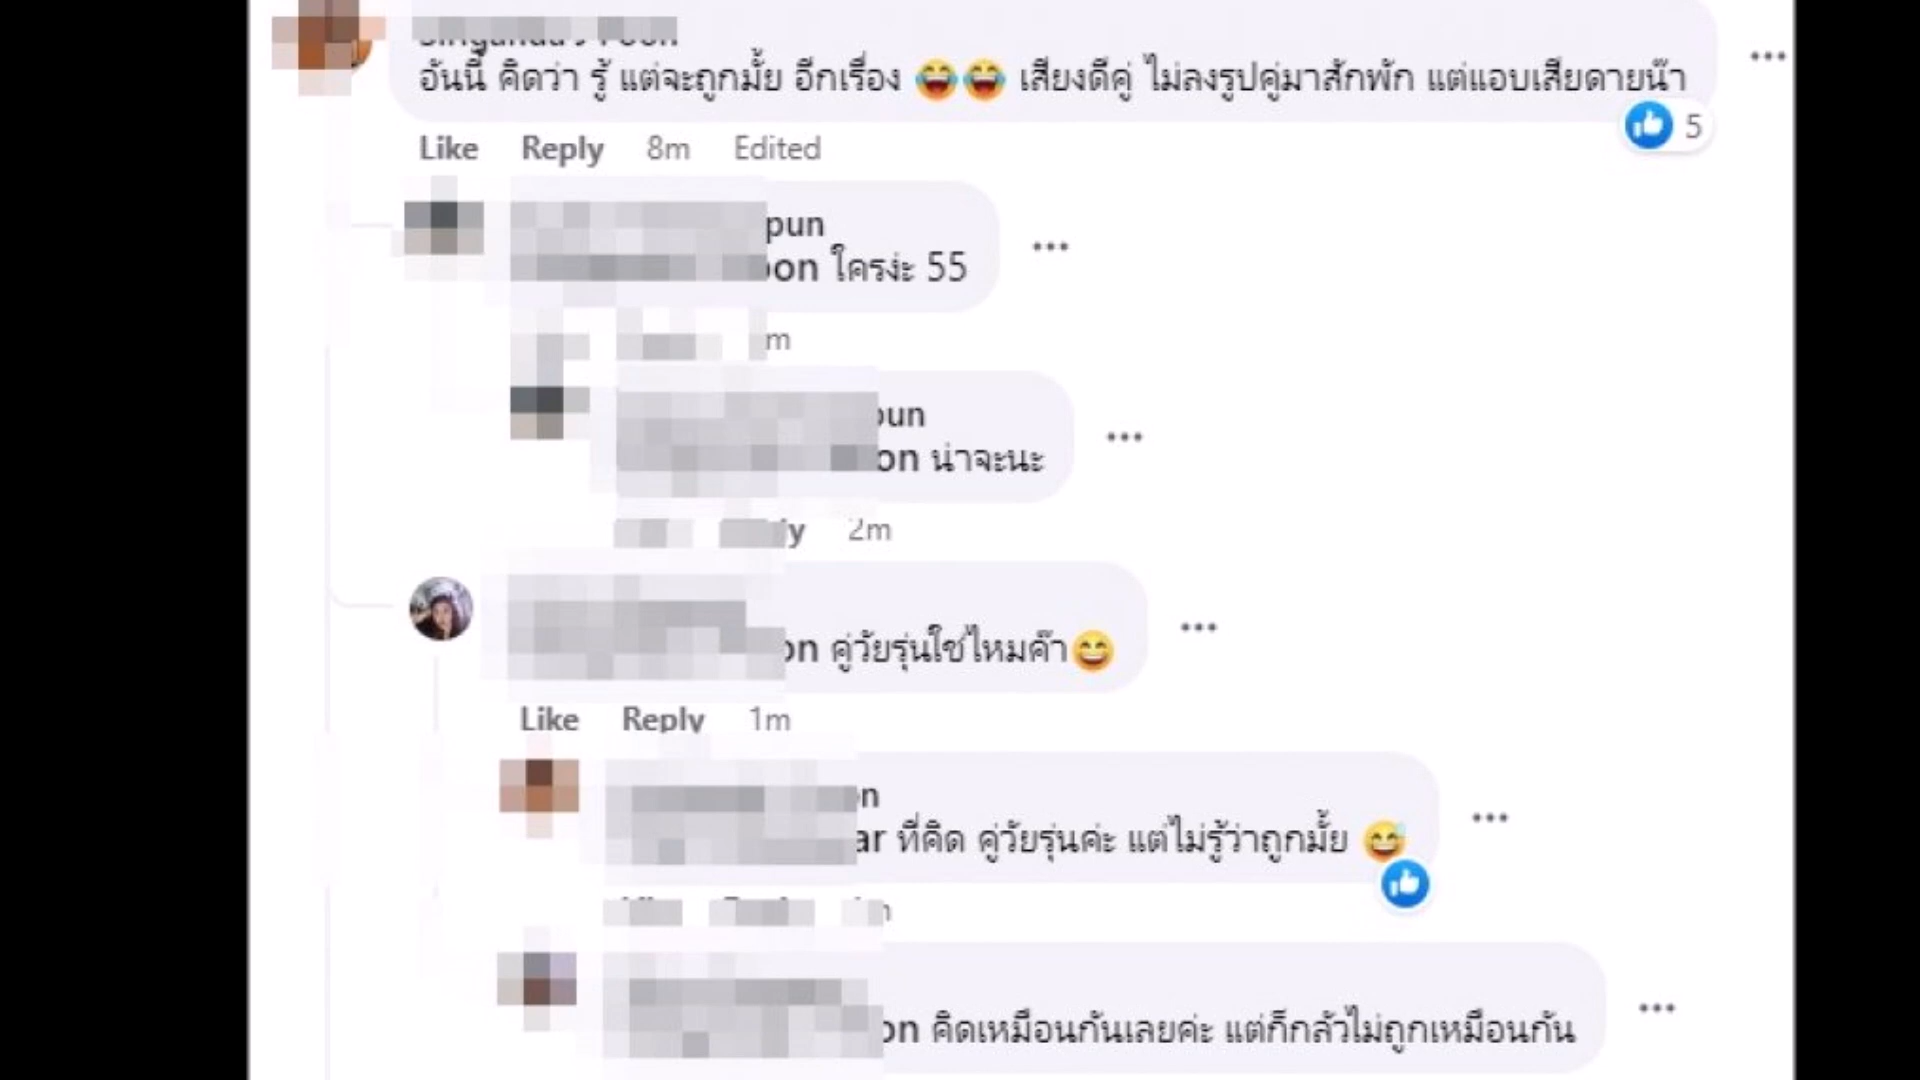 อันนี้ คิดว่า รู้ แต่จะถูกมั้ย อีกเรื่อง 😂😂 เสียงดีคู่ ไม่ลงรูปคู่มาสักพัก แต่แอบเสียดายน๊า
5
Like Reply 8m Edited
pun
oon ใครง่ะ 55
m
pun
on น่าจะนะ
y 2m
on คู่วัยรุ่นใช่ไหมค๊า😄
Like Reply 1m
on
ar ที่คิด คู่วัยรุ่นค่ะ แต่ไม่รู้ว่าถูกมั้ย 😅
on คิดเหมือนกันเลยค่ะ แต่ก็กลัวไม่ถูกเหมือนกัน